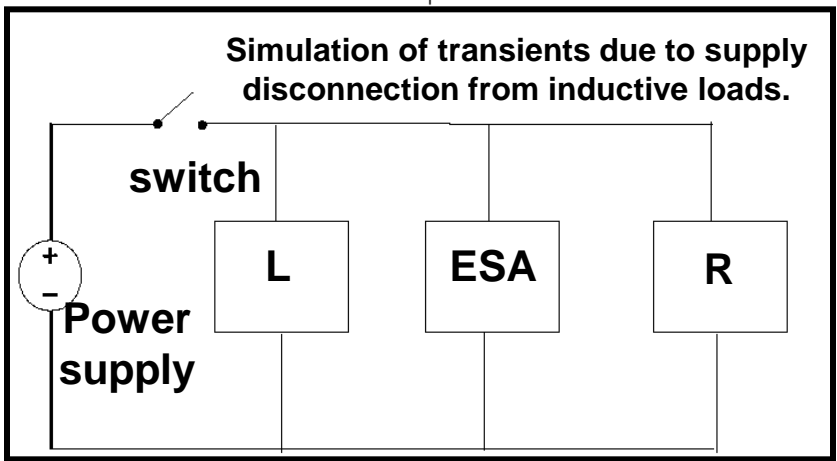 Simulation of transients due to supply
disconnection from inductive loads.
switch
+
−
L
ESA
R
Power
supply